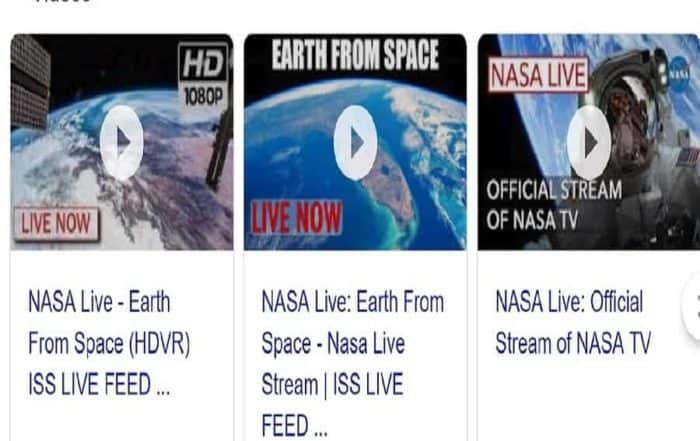 HD
1080P
LIVE NOW
EARTH FROM SPACE
LIVE NOW
NASA LIVE
NASA
OFFICIAL STREAM
OF NASA TV
NASA Live - Earth
From Space (HDVR)
ISS LIVE FEED ...
NASA Live: Earth From
Space - Nasa Live
Stream | ISS LIVE
FEED ...
NASA Live: Official
Stream of NASA TV